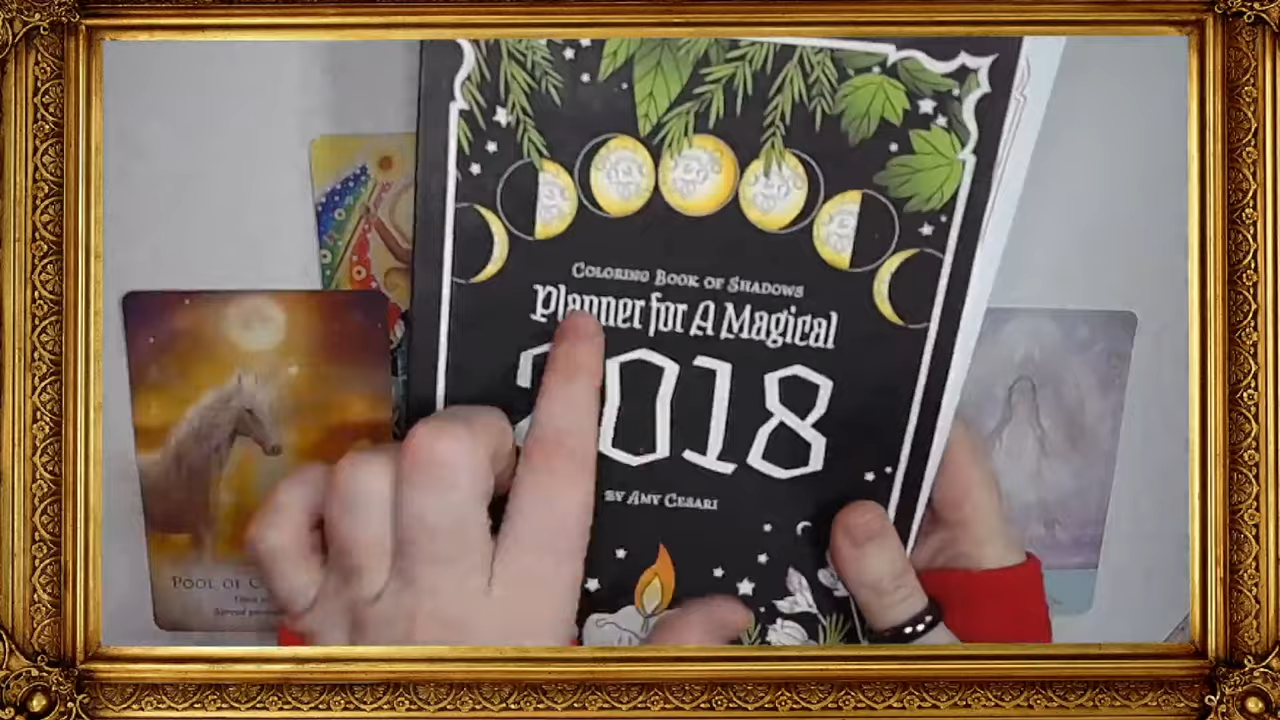 COLORING BOOK OF SHADOWS
Planner for A Magical
2018
BY AMY CESARI
POOL OF